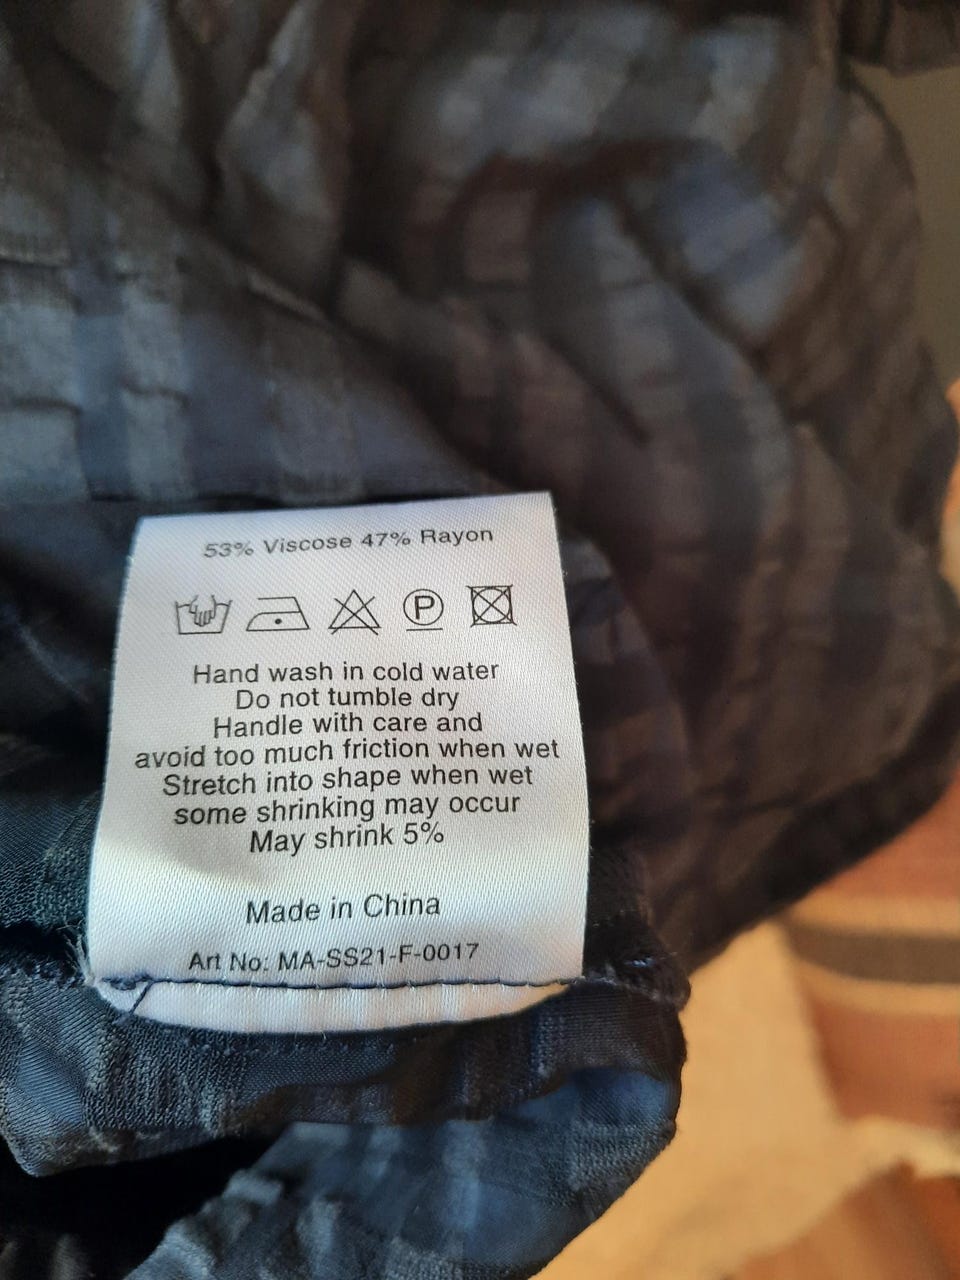 53% Viscose 47% Rayon
P
Hand wash in cold water
Do not tumble dry
Handle with care and
avoid too much friction when wet
Stretch into shape when wet
some shrinking may occur
May shrink 5%
Made in China
Art No: MA-SS21-F-0017